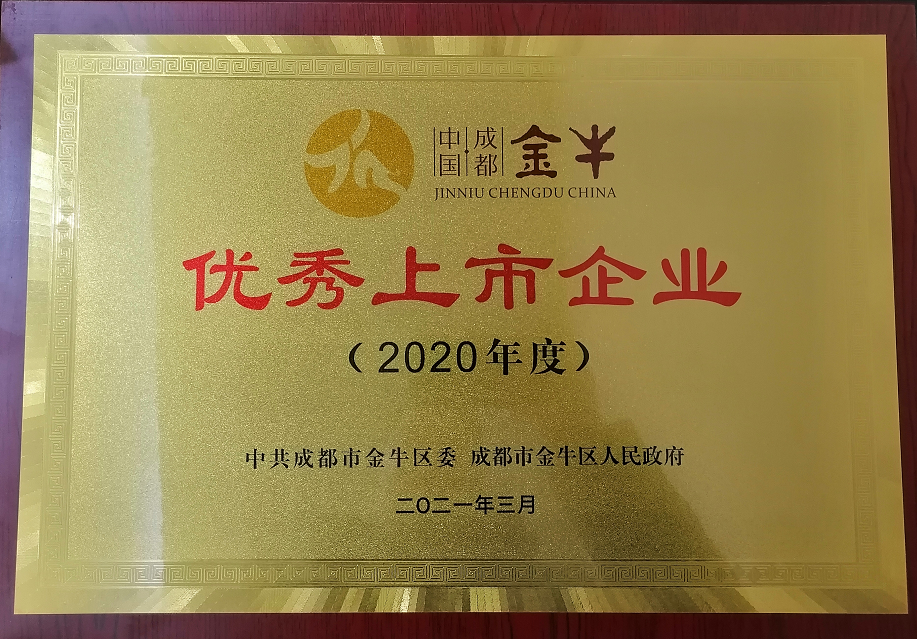 中国·成都 金牛
JINNIU CHENGDU CHINA
优秀上市企业
（2020年度）
中共成都市金牛区委 成都市金牛区人民政府
二〇二一年三月